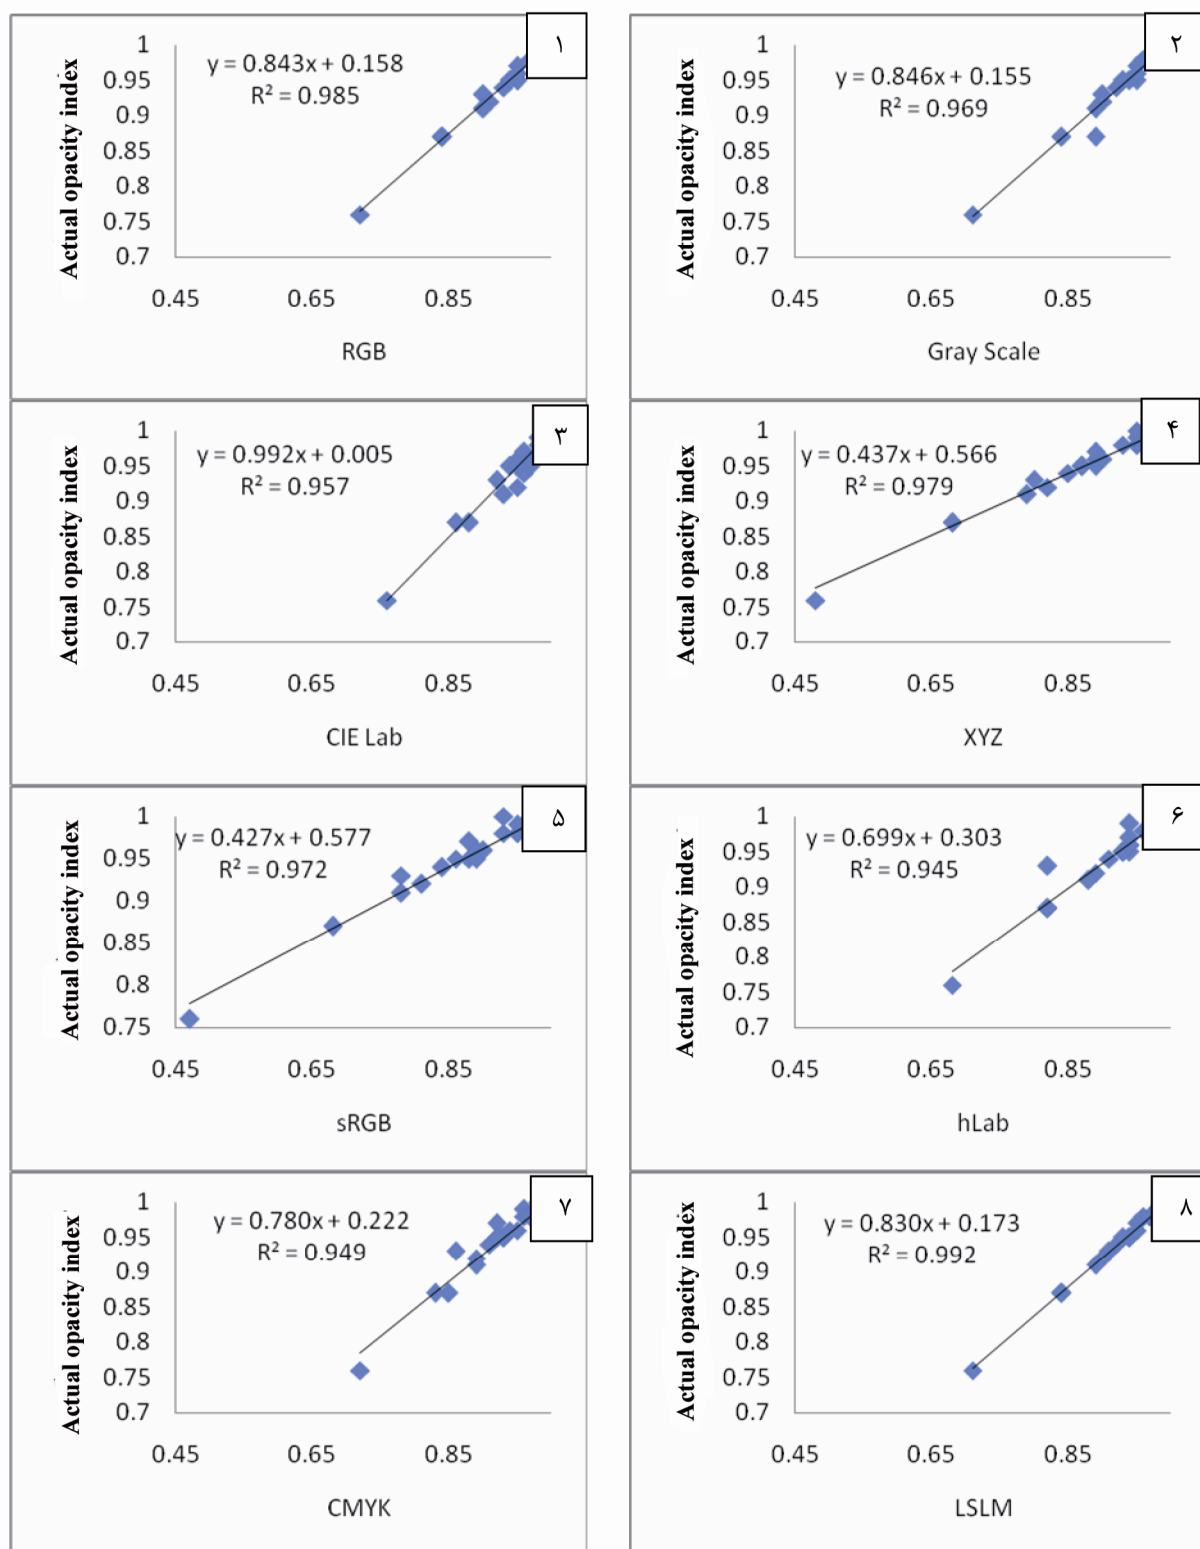 ۱
Actual opacity index
1
0.95
0.9
0.85
0.8
0.75
0.7
y = 0.843x + 0.158
R² = 0.985
0.45 0.65 0.85
RGB
۲
Actual opacity index
1
0.95
0.9
0.85
0.8
0.75
0.7
y = 0.846x + 0.155
R² = 0.969
0.45 0.65 0.85
Gray Scale
۳
Actual opacity index
1
0.95
0.9
0.85
0.8
0.75
0.7
y = 0.992x + 0.005
R² = 0.957
0.45 0.65 0.85
CIE Lab
۴
Actual opacity index
1
0.95
0.9
0.85
0.8
0.75
0.7
y = 0.437x + 0.566
R² = 0.979
0.45 0.65 0.85
XYZ
۵
Actual opacity index
1
0.95
0.9
0.85
0.8
0.75
y = 0.427x + 0.577
R² = 0.972
0.45 0.65 0.85
sRGB
۶
Actual opacity index
1
0.95
0.9
0.85
0.8
0.75
0.7
y = 0.699x + 0.303
R² = 0.945
0.45 0.65 0.85
hLab
۷
Actual opacity index
1
0.95
0.9
0.85
0.8
0.75
0.7
y = 0.780x + 0.222
R² = 0.949
0.45 0.65 0.85
CMYK
۸
Actual opacity index
1
0.95
0.9
0.85
0.8
0.75
0.7
y = 0.830x + 0.173
R² = 0.992
0.45 0.65 0.85
LSLM